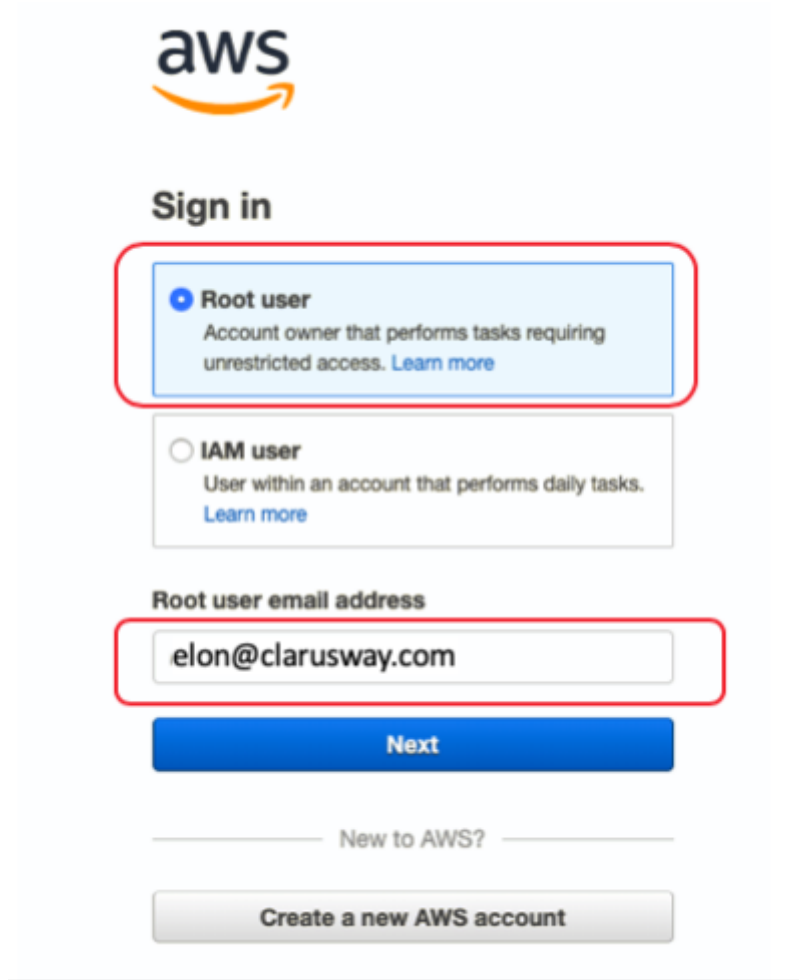 aws
Sign in
Root user
Account owner that performs tasks requiring
unrestricted access. Learn more
IAM user
User within an account that performs daily tasks.
Learn more
Root user email address
elon@clarusway.com
Next
New to AWS?
Create a new AWS account